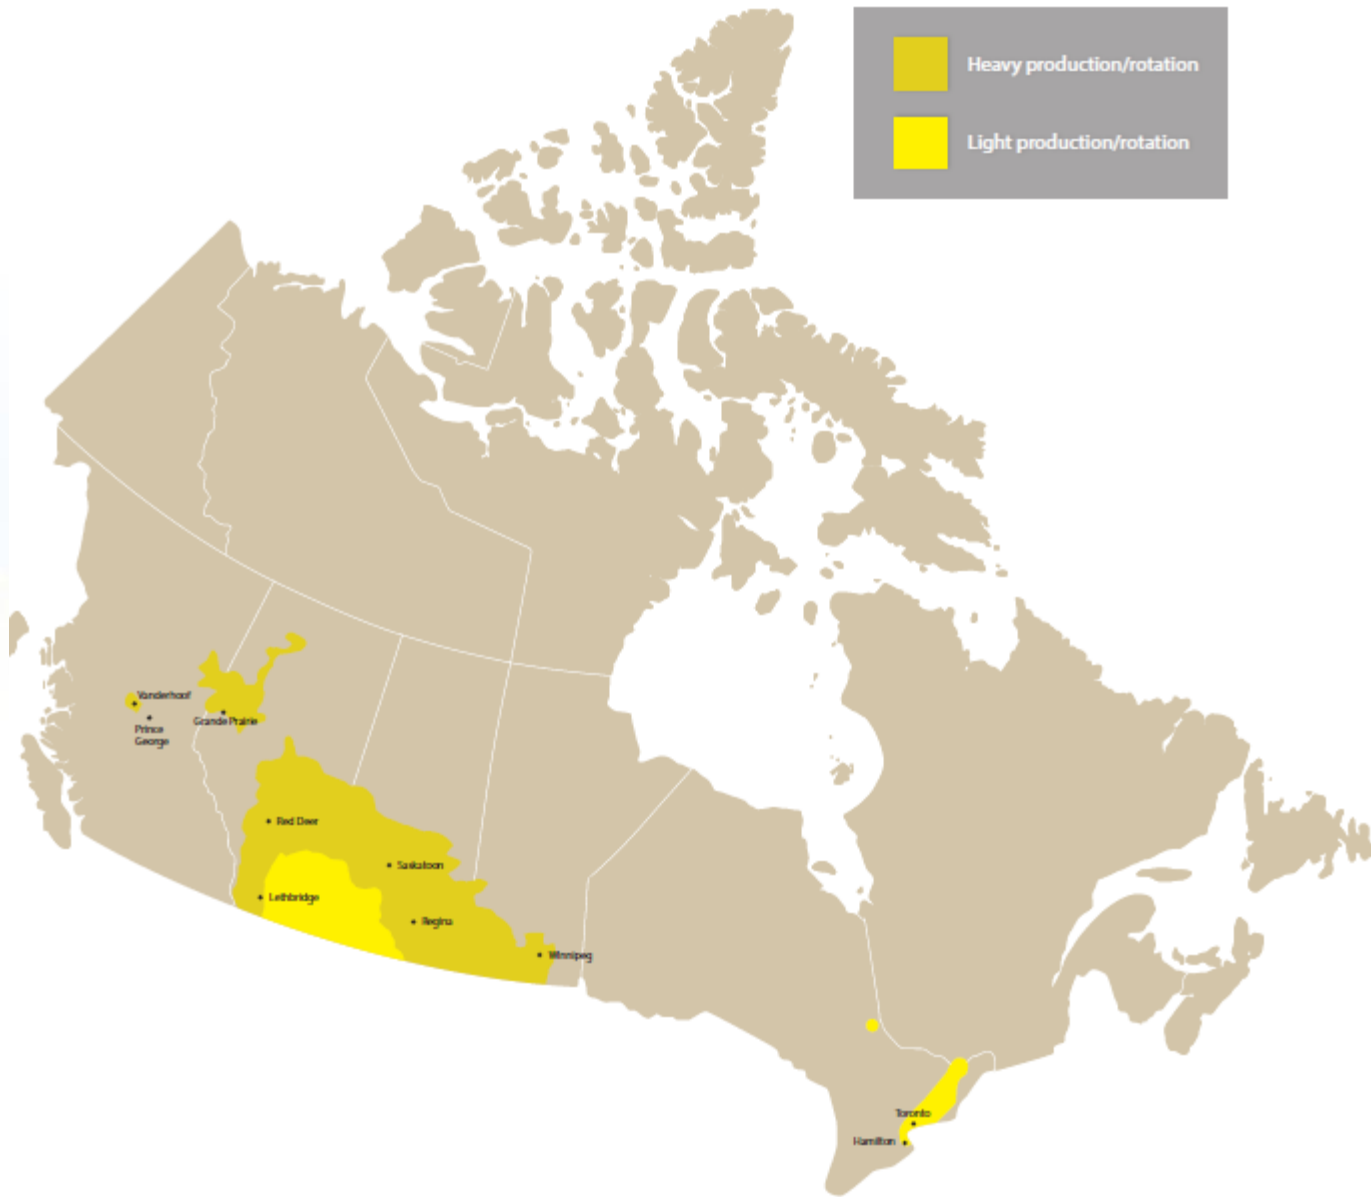 Heavy production/rotation
Light production/rotation
Vanderhoof
Prince
George
Grande Prairie
Red Deer
Saskatoon
Lethbridge
Regina
Winnipeg
Toronto
Hamilton